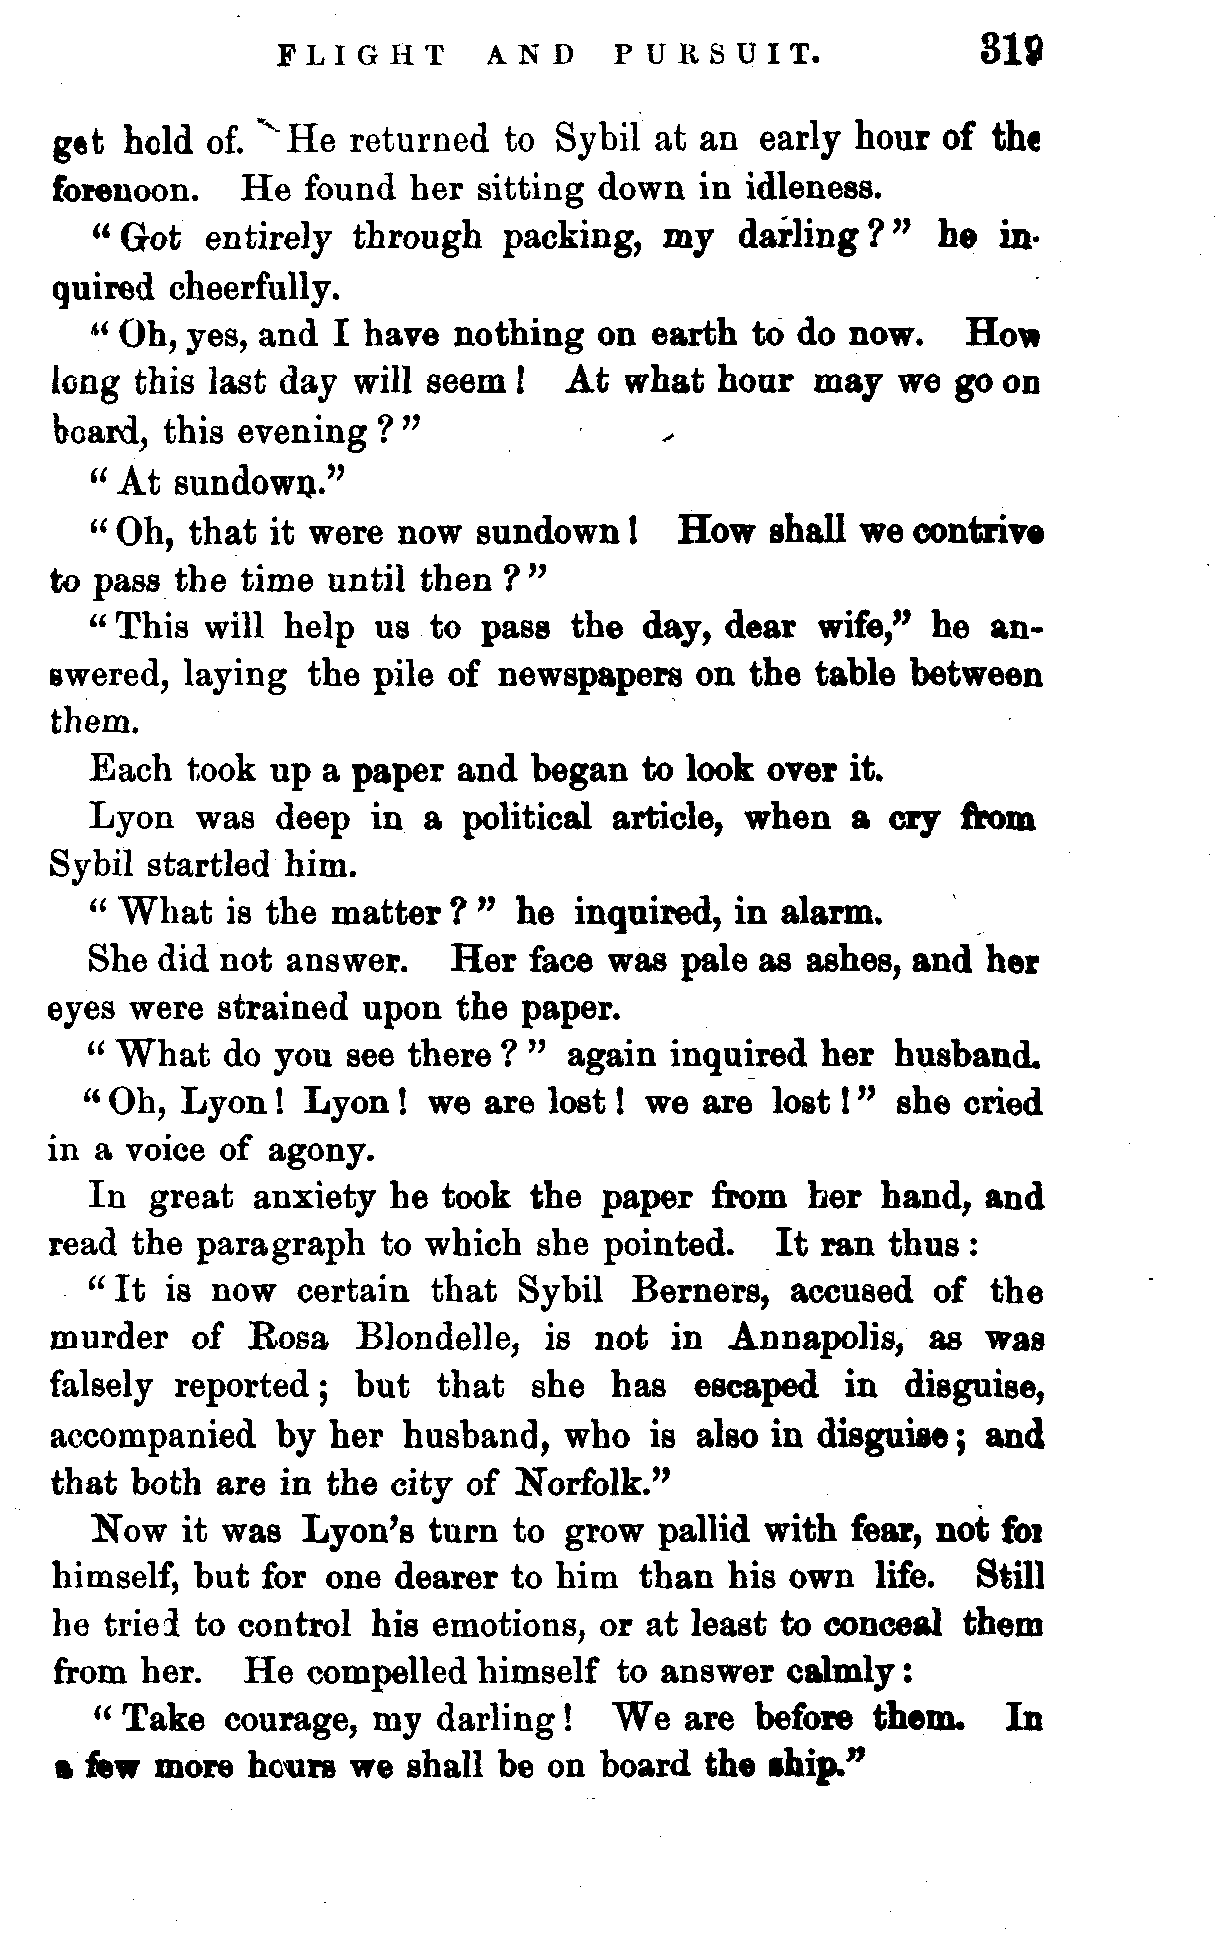 FLIGHT AND PURSUIT. 319
get hold of. He returned to Sybil at an early hour of the
forenoon. He found her sitting down in idleness.
“Got entirely through packing, my darling?” he in-
quired cheerfully.
“Oh, yes, and I have nothing on earth to do now. How
long this last day will seem! At what hour may we go on
board, this evening?”
“At sundown.”
“Oh, that it were now sundown! How shall we contrive
to pass the time until then?”
“This will help us to pass the day, dear wife,” he an-
swered, laying the pile of newspapers on the table between
them.
Each took up a paper and began to look over it.
Lyon was deep in a political article, when a cry from
Sybil startled him.
“What is the matter?” he inquired, in alarm.
She did not answer. Her face was pale as ashes, and her
eyes were strained upon the paper.
“What do you see there?” again inquired her husband.
“Oh, Lyon! Lyon! we are lost! we are lost!” she cried
in a voice of agony.
In great anxiety he took the paper from her hand, and
read the paragraph to which she pointed. It ran thus:
“It is now certain that Sybil Berners, accused of the
murder of Rosa Blondelle, is not in Annapolis, as was
falsely reported; but that she has escaped in disguise,
accompanied by her husband, who is also in disguise; and
that both are in the city of Norfolk.”
Now it was Lyon’s turn to grow pallid with fear, not for
himself, but for one dearer to him than his own life. Still
he tried to control his emotions, or at least to conceal them
from her. He compelled himself to answer calmly:
“Take courage, my darling! We are before them. In
a few more hours we shall be on board the ship.”